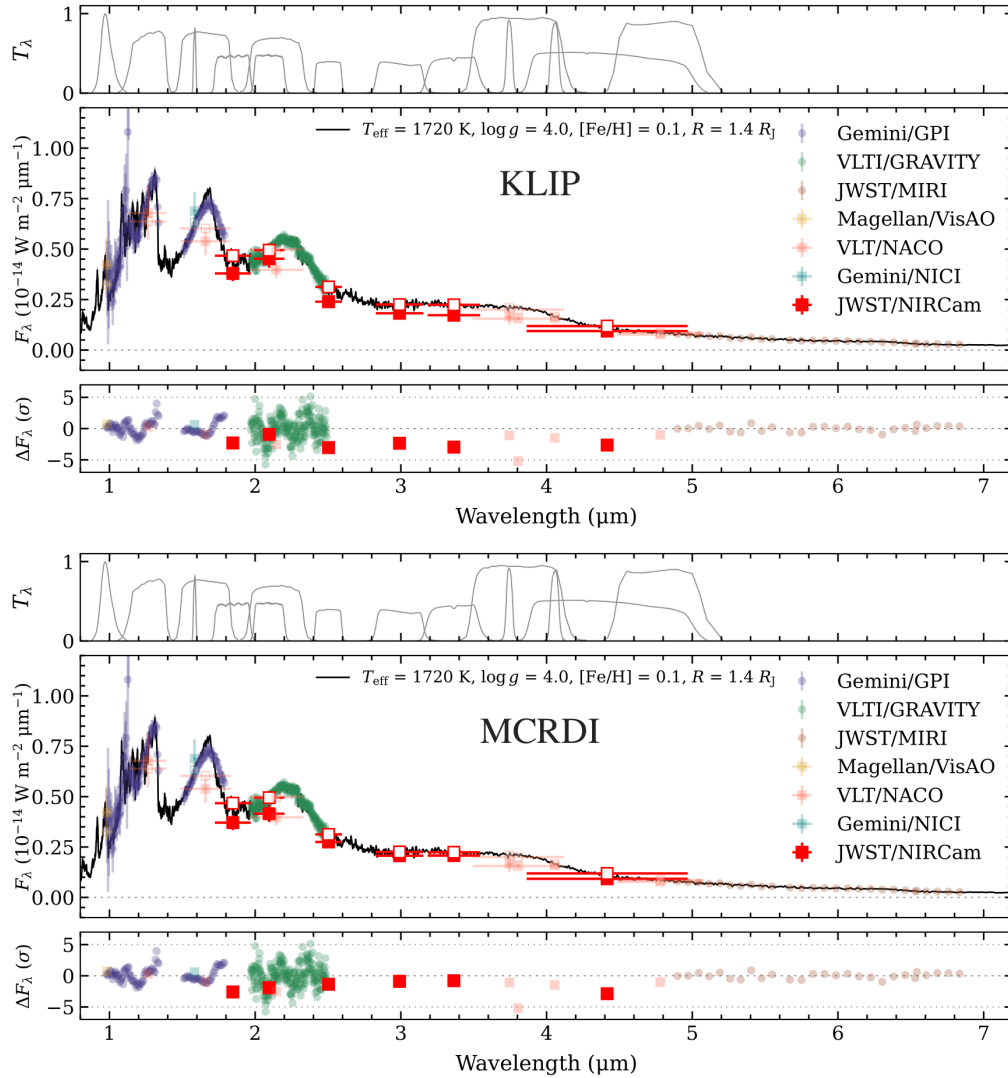 1
T_λ
0
T_eff = 1720 K, log g = 4.0, [Fe/H] = 0.1, R = 1.4 R_J
KLIP
Gemini/GPI
VLTI/GRAVITY
JWST/MIRI
Magellan/VisAO
VLT/NACO
Gemini/NICI
JWST/NIRCam
1.00
0.75
0.50
0.25
0.00
F_λ (10⁻¹⁴ W m⁻² μm⁻¹)
5
0
−5
ΔF_λ (σ)
1 2 3 4 5 6 7
Wavelength (μm)
1
T_λ
0
T_eff = 1720 K, log g = 4.0, [Fe/H] = 0.1, R = 1.4 R_J
MCRDI
Gemini/GPI
VLTI/GRAVITY
JWST/MIRI
Magellan/VisAO
VLT/NACO
Gemini/NICI
JWST/NIRCam
1.00
0.75
0.50
0.25
0.00
F_λ (10⁻¹⁴ W m⁻² μm⁻¹)
5
0
−5
ΔF_λ (σ)
1 2 3 4 5 6 7
Wavelength (μm)